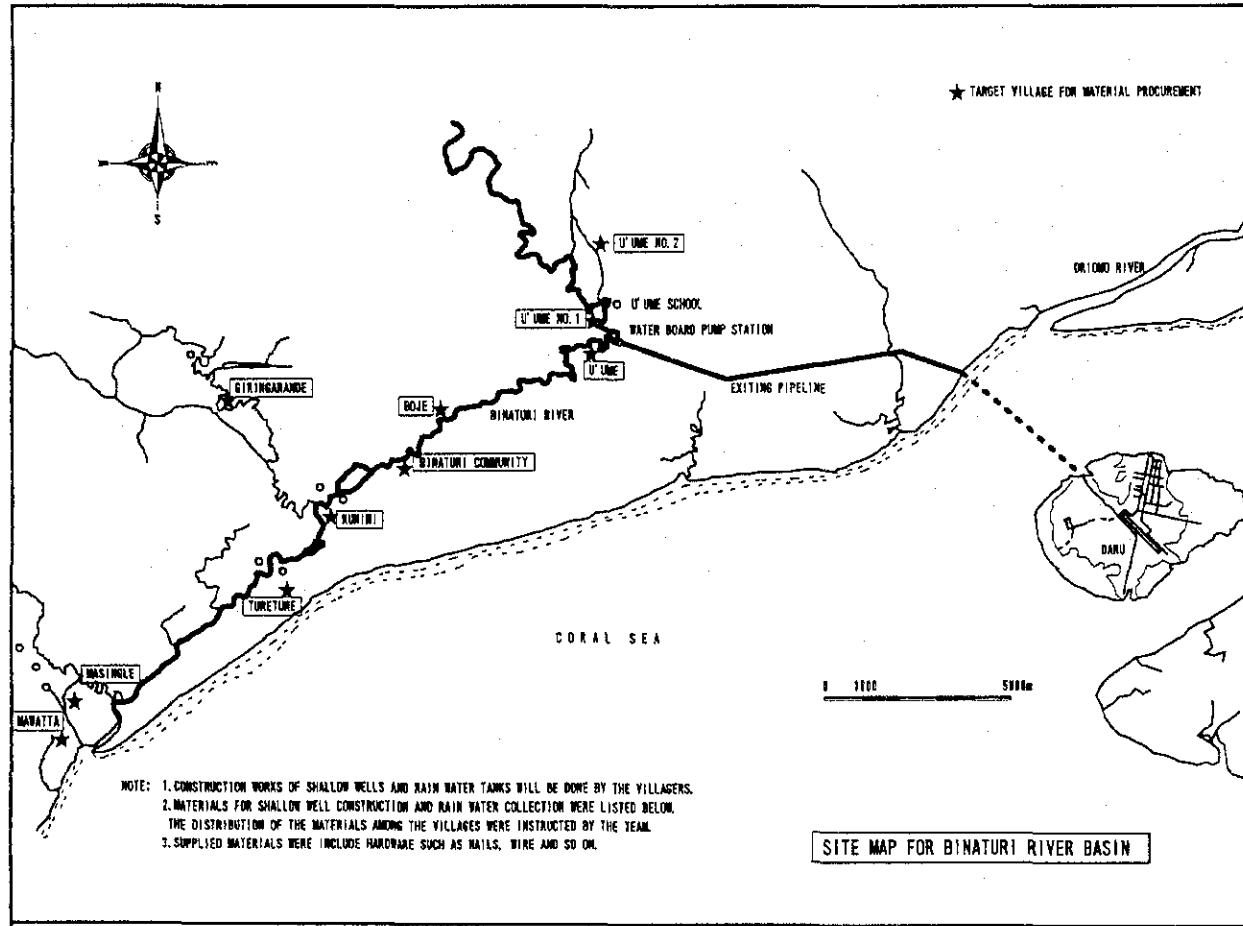 N
★ TARGET VILLAGE FOR MATERIAL PROCUREMENT
S
U'UME NO. 2
ORIOMO RIVER
U'UME SCHOOL
U'UME NO. 1
WATER BOARD PUMP STATION
U'UME
GIRINGARANDE
EXITING PIPELINE
BOJE
BINATURI RIVER
BINATURI COMMUNITY
KUNINI
DARU
TURETURE
CORAL SEA
MASINGLE
0 1000 5000m
MAWATTA
NOTE: 1. CONSTRUCTION WORKS OF SHALLOW WELLS AND RAIN WATER TANKS WILL BE DONE BY THE VILLAGERS.
2. MATERIALS FOR SHALLOW WELL CONSTRUCTION AND RAIN WATER COLLECTION WERE LISTED BELOW.
THE DISTRIBUTION OF THE MATERIALS AMONG THE VILLAGES WERE INSTRUCTED BY THE TEAM.
3. SUPPLIED MATERIALS WERE INCLUDE HARDWARE SUCH AS NAILS, WIRE AND SO ON.
SITE MAP FOR BINATURI RIVER BASIN